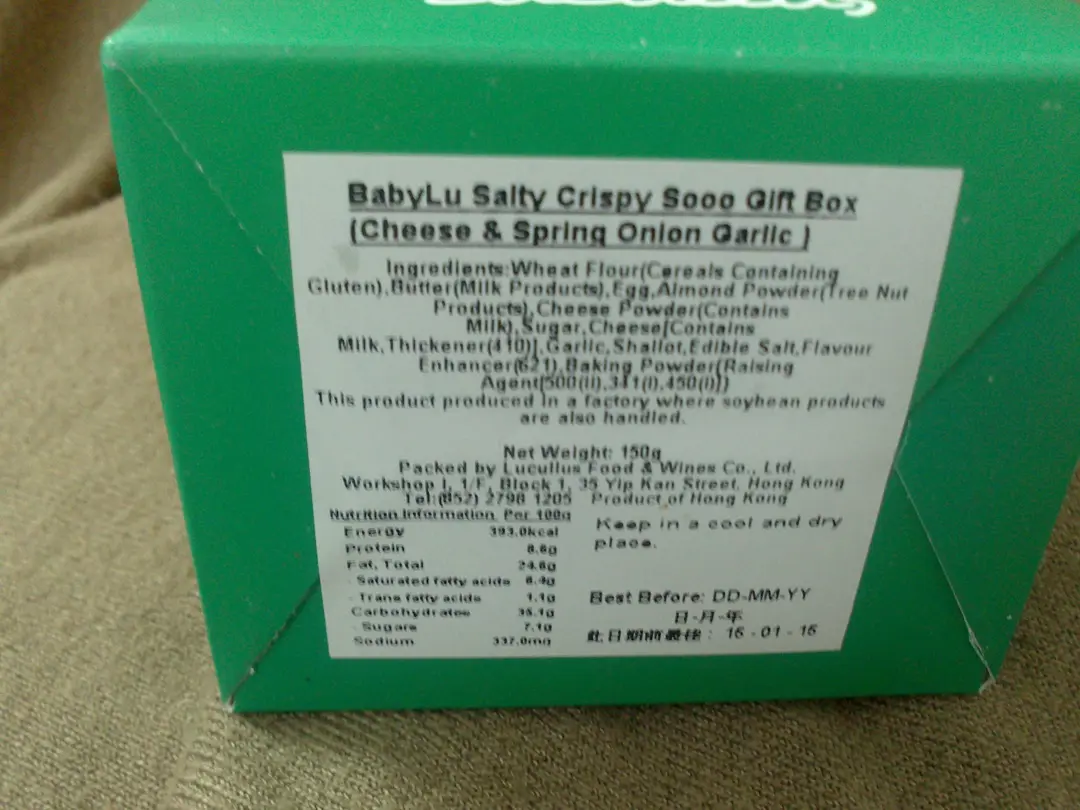 BabyLu Salty Crispy Sooo Gift Box
(Cheese & Spring Onion Garlic )
Ingredients:Wheat Flour(Cereals Containing
Gluten),Butter(Milk Products),Egg,Almond Powder(Tree Nut
Products),Cheese Powder(Contains
Milk),Sugar,Cheese[Contains
Milk,Thickener(410)],Garlic,Shallot,Edible Salt,Flavour
Enhancer(621),Baking Powder(Raising
Agent[500(ii),341(i),450(i)])
This product produced in a factory where soybean products
are also handled.
Net Weight: 150g
Packed by Lucullus Food & Wines Co., Ltd.
Workshop I, 1/F, Block 1, 35 Yip Kan Street, Hong Kong
Tel:(852) 2798 1205 Product of Hong Kong
Nutrition Information Per 100g
Energy 393.0kcal
Protein 8.6g
Fat, Total 24.6g
- Saturated fatty acids 6.4g
- Trans fatty acids 1.1g
Carbohydrates 35.1g
- Sugars 7.1g
Sodium 337.0mg
Keep in a cool and dry
place.
Best Before: DD-MM-YY
日-月-年
此日期前最佳: 16 - 01 - 16